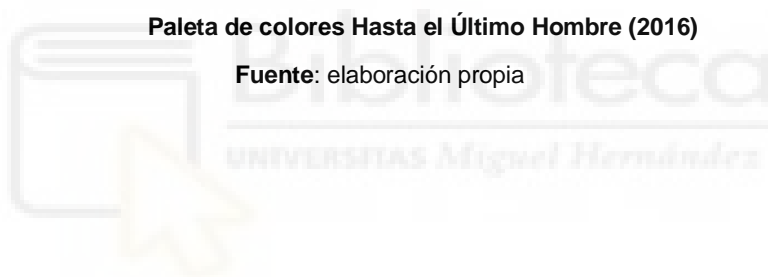 Paleta de colores Hasta el Último Hombre (2016)
Fuente: elaboración propia
Biblioteca
UNIVERSITAS Miguel Hernández